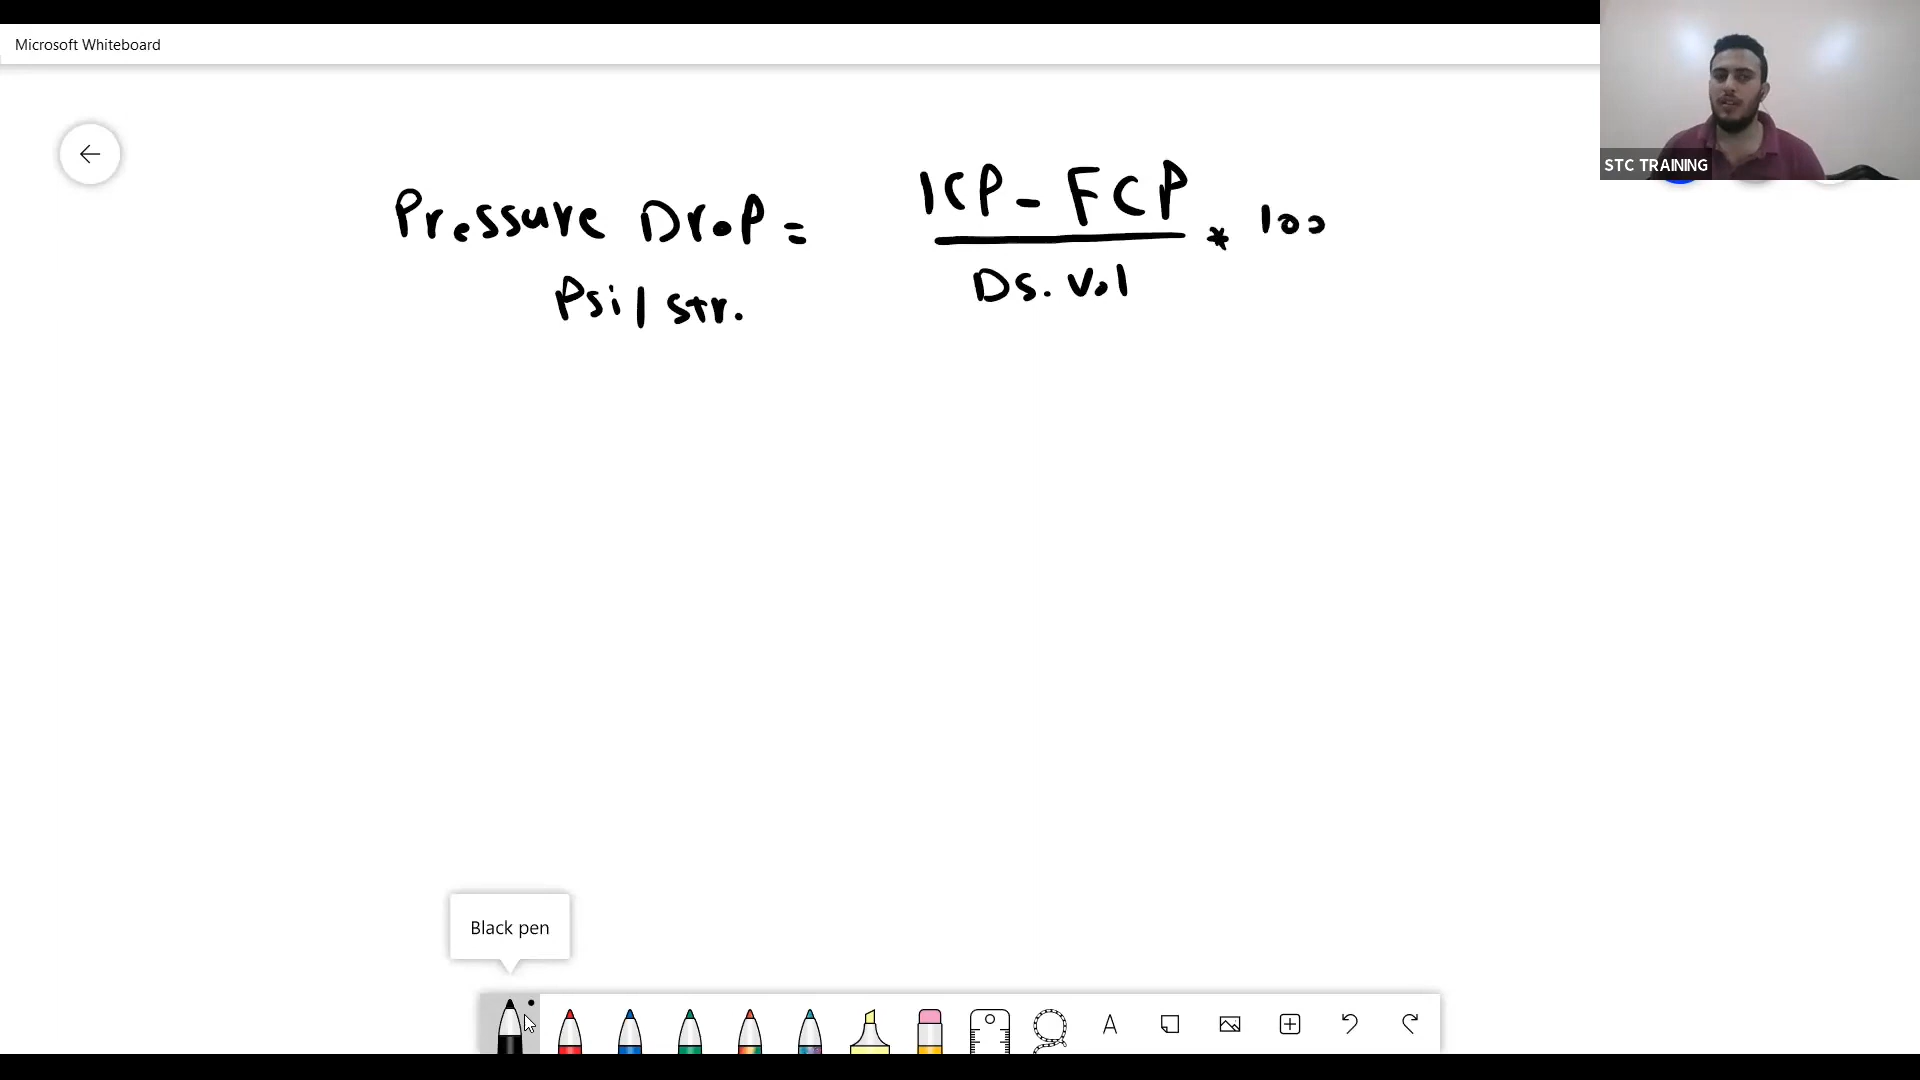 Microsoft Whiteboard
STC TRAINING
Pressure Drop = ICP - FCP / Ds. Vol * 100
Psi / str.
Black pen